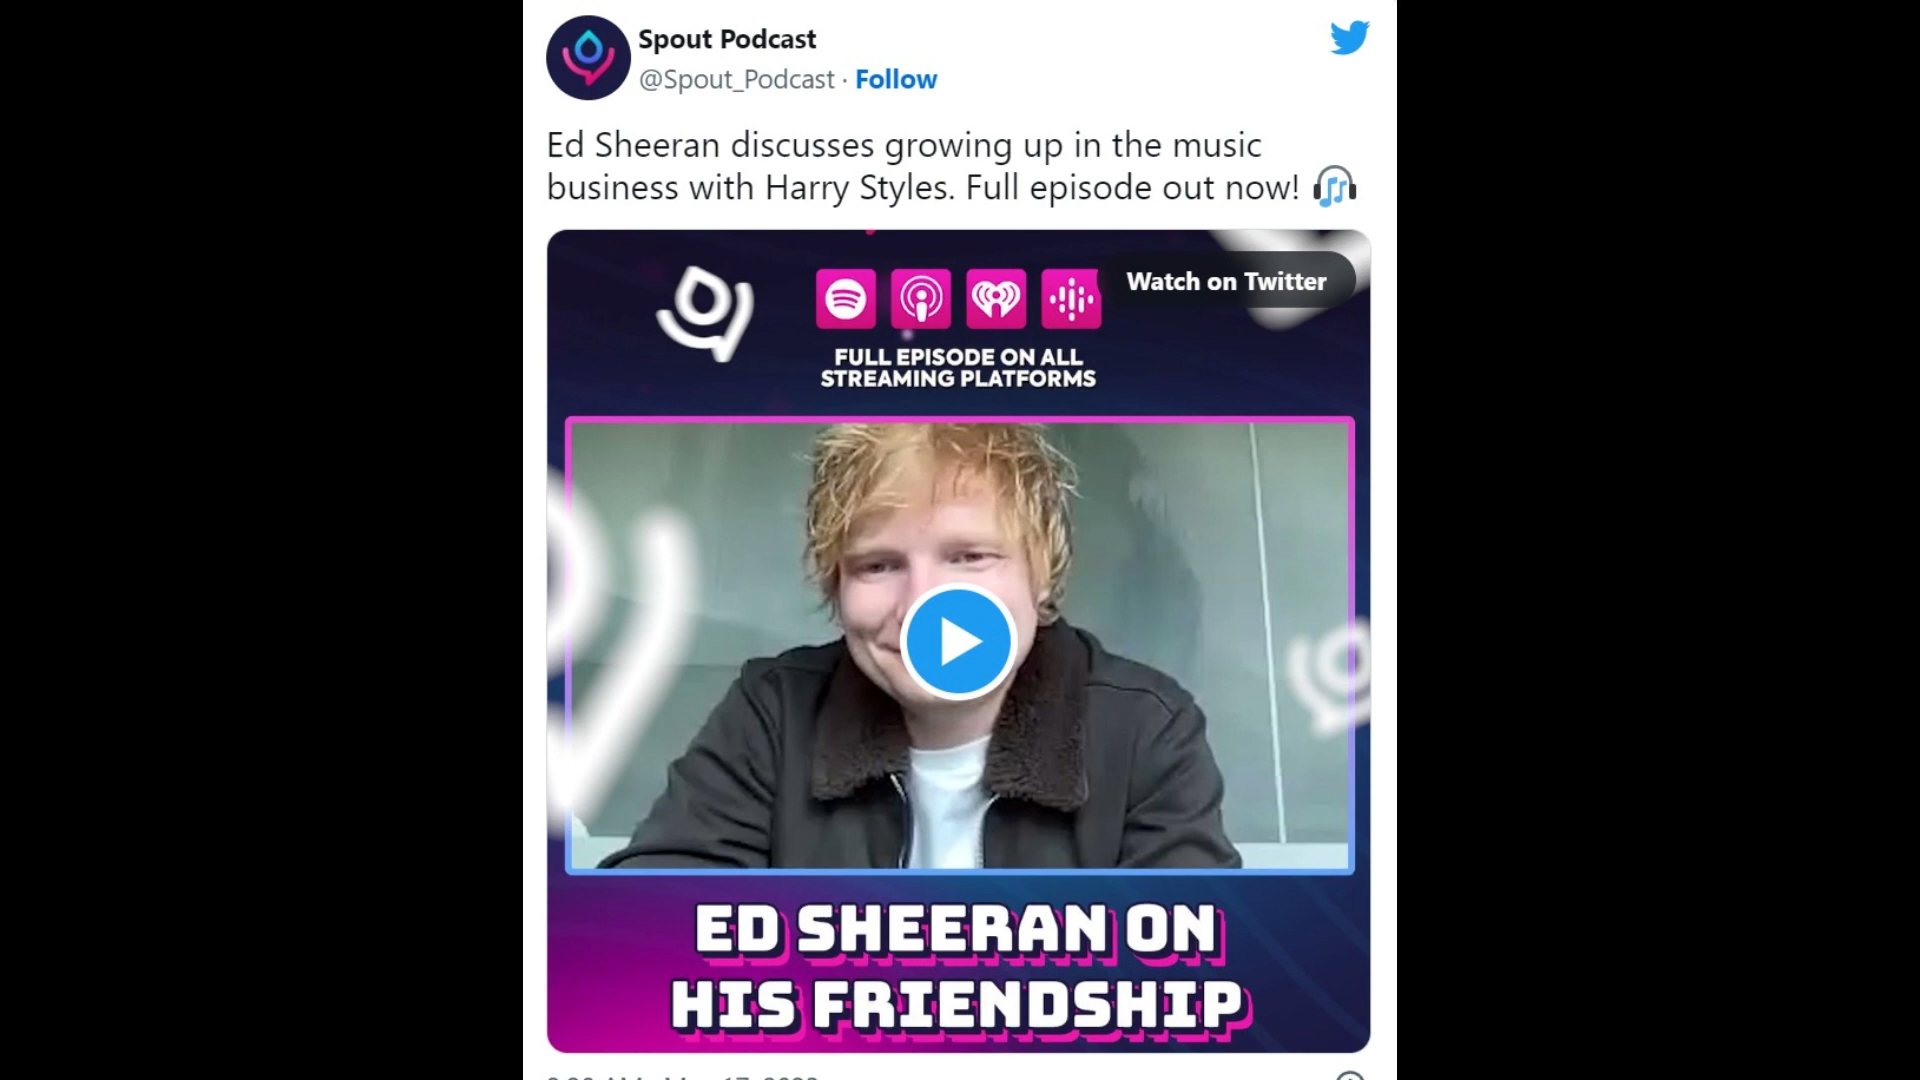 Spout Podcast
@Spout_Podcast · Follow
Ed Sheeran discusses growing up in the music
business with Harry Styles. Full episode out now!
Watch on Twitter
FULL EPISODE ON ALL
STREAMING PLATFORMS
ED SHEERAN ON
HIS FRIENDSHIP